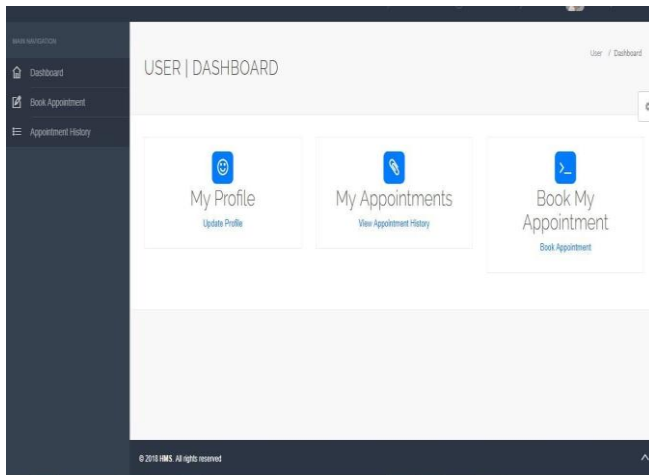 MAIN NAVIGATION
Dashboard
Book Appointment
Appointment History
USER | DASHBOARD
User / Dashboard
My Profile
Update Profile
My Appointments
View Appointment History
Book My
Appointment
Book Appointment
© 2018 HMS. All rights reserved